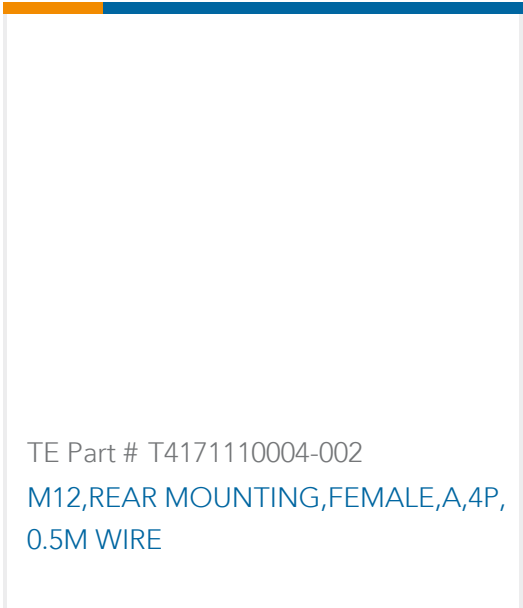 TE Part # T4171110004-002
M12,REAR MOUNTING,FEMALE,A,4P,
0.5M WIRE